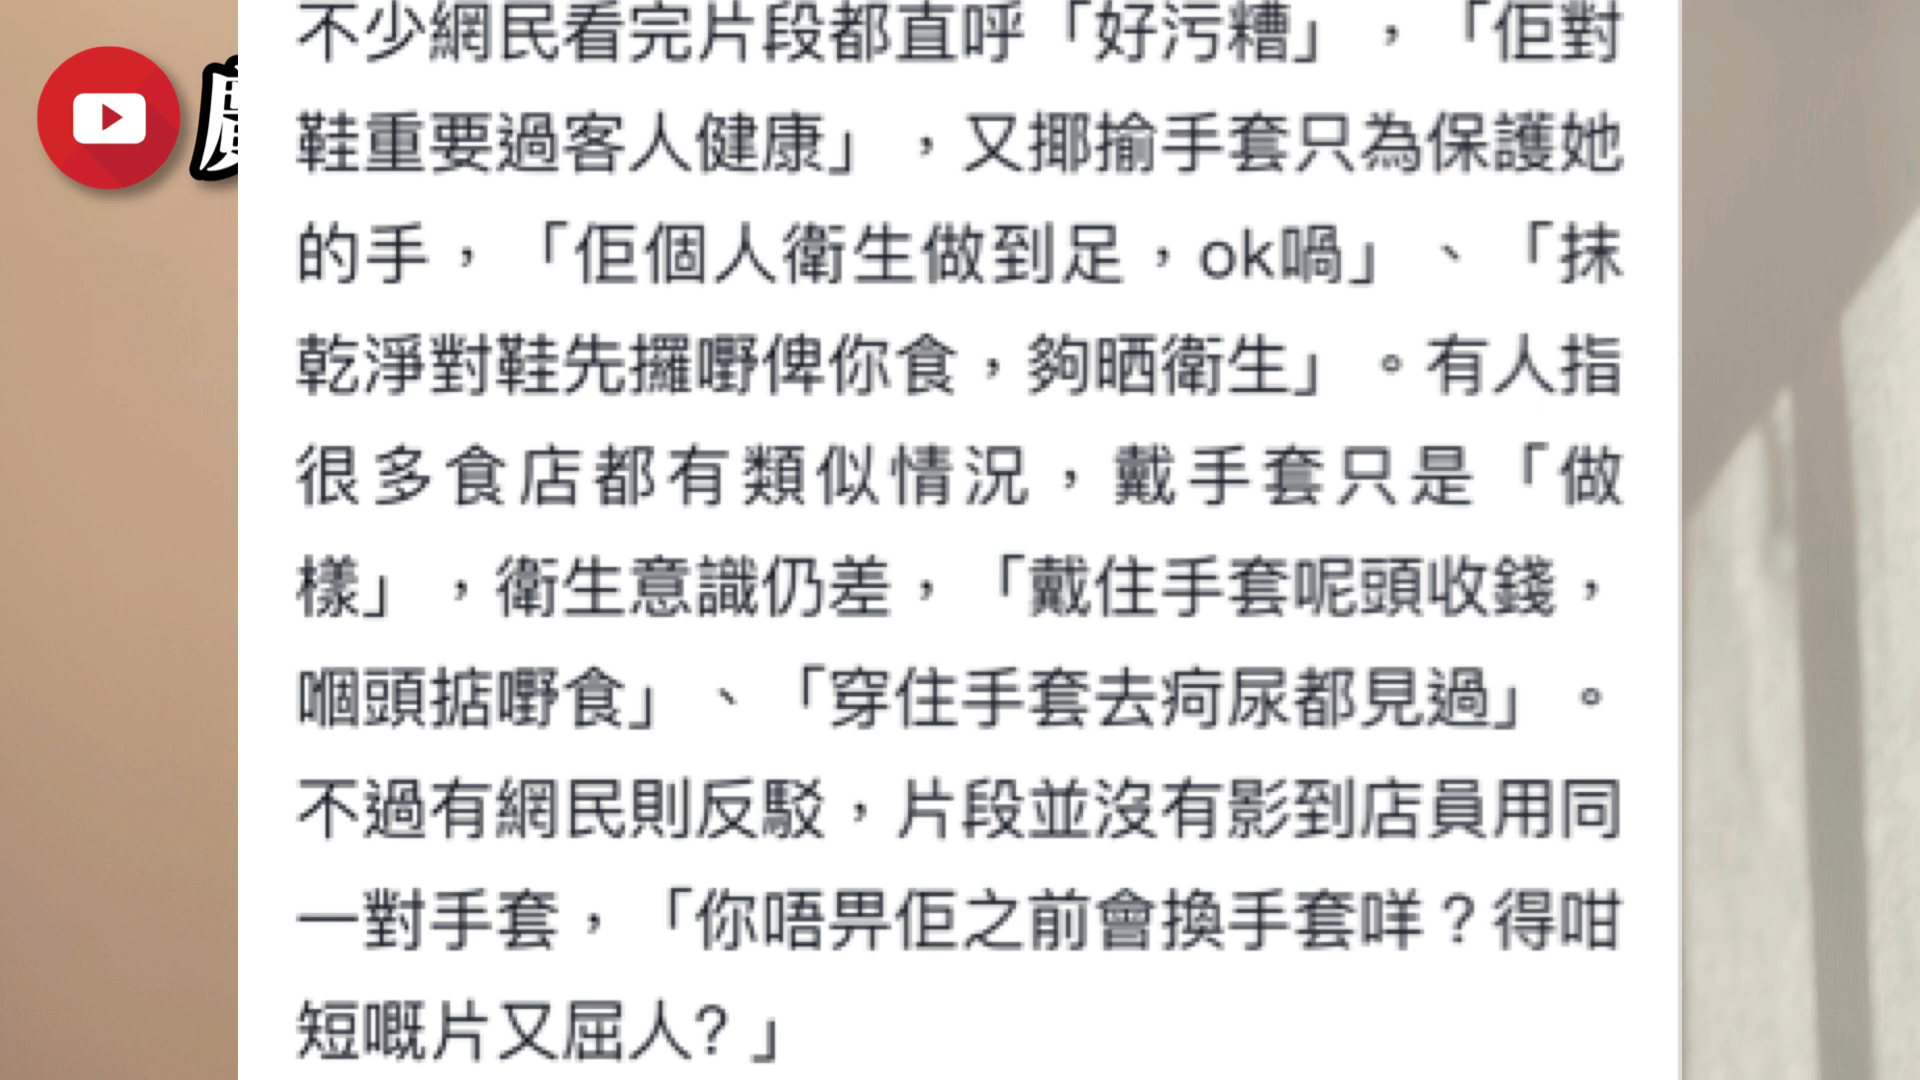 不少網民看完片段都直呼「好污糟」,「佢對
鞋重要過客人健康」,又揶揄手套只為保護她
的手,「佢個人衛生做到足,ok喎」、「抹
乾淨對鞋先攞嘢俾你食,夠晒衛生」。有人指
很多食店都有類似情況,戴手套只是「做
樣」,衛生意識仍差,「戴住手套呢頭收錢,
嗰頭掂嘢食」、「穿住手套去疴尿都見過」。
不過有網民則反駁,片段並沒有影到店員用同
一對手套,「你唔畀佢之前會換手套咩?得咁
短嘅片又屈人?」